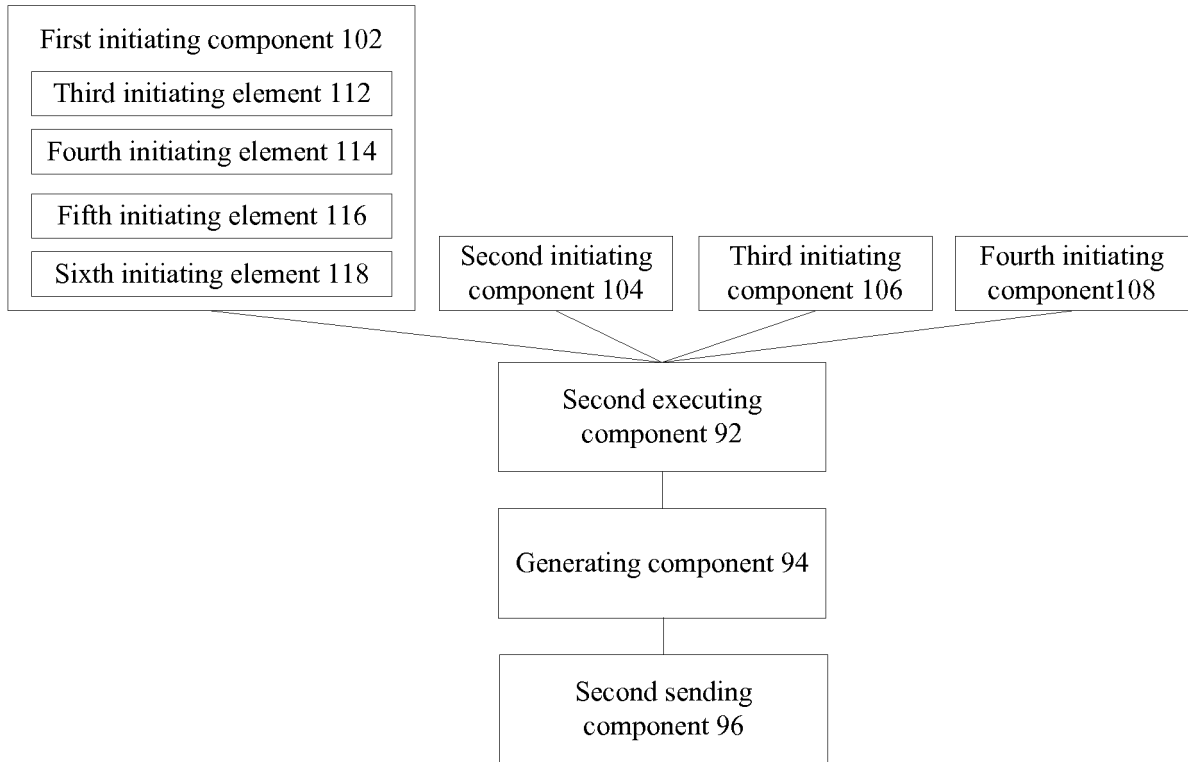 First initiating component 102
Third initiating element 112
Fourth initiating element 114
Fifth initiating element 116
Sixth initiating element 118
Second initiating
component 104
Third initiating
component 106
Fourth initiating
component108
Second executing
component 92
Generating component 94
Second sending
component 96